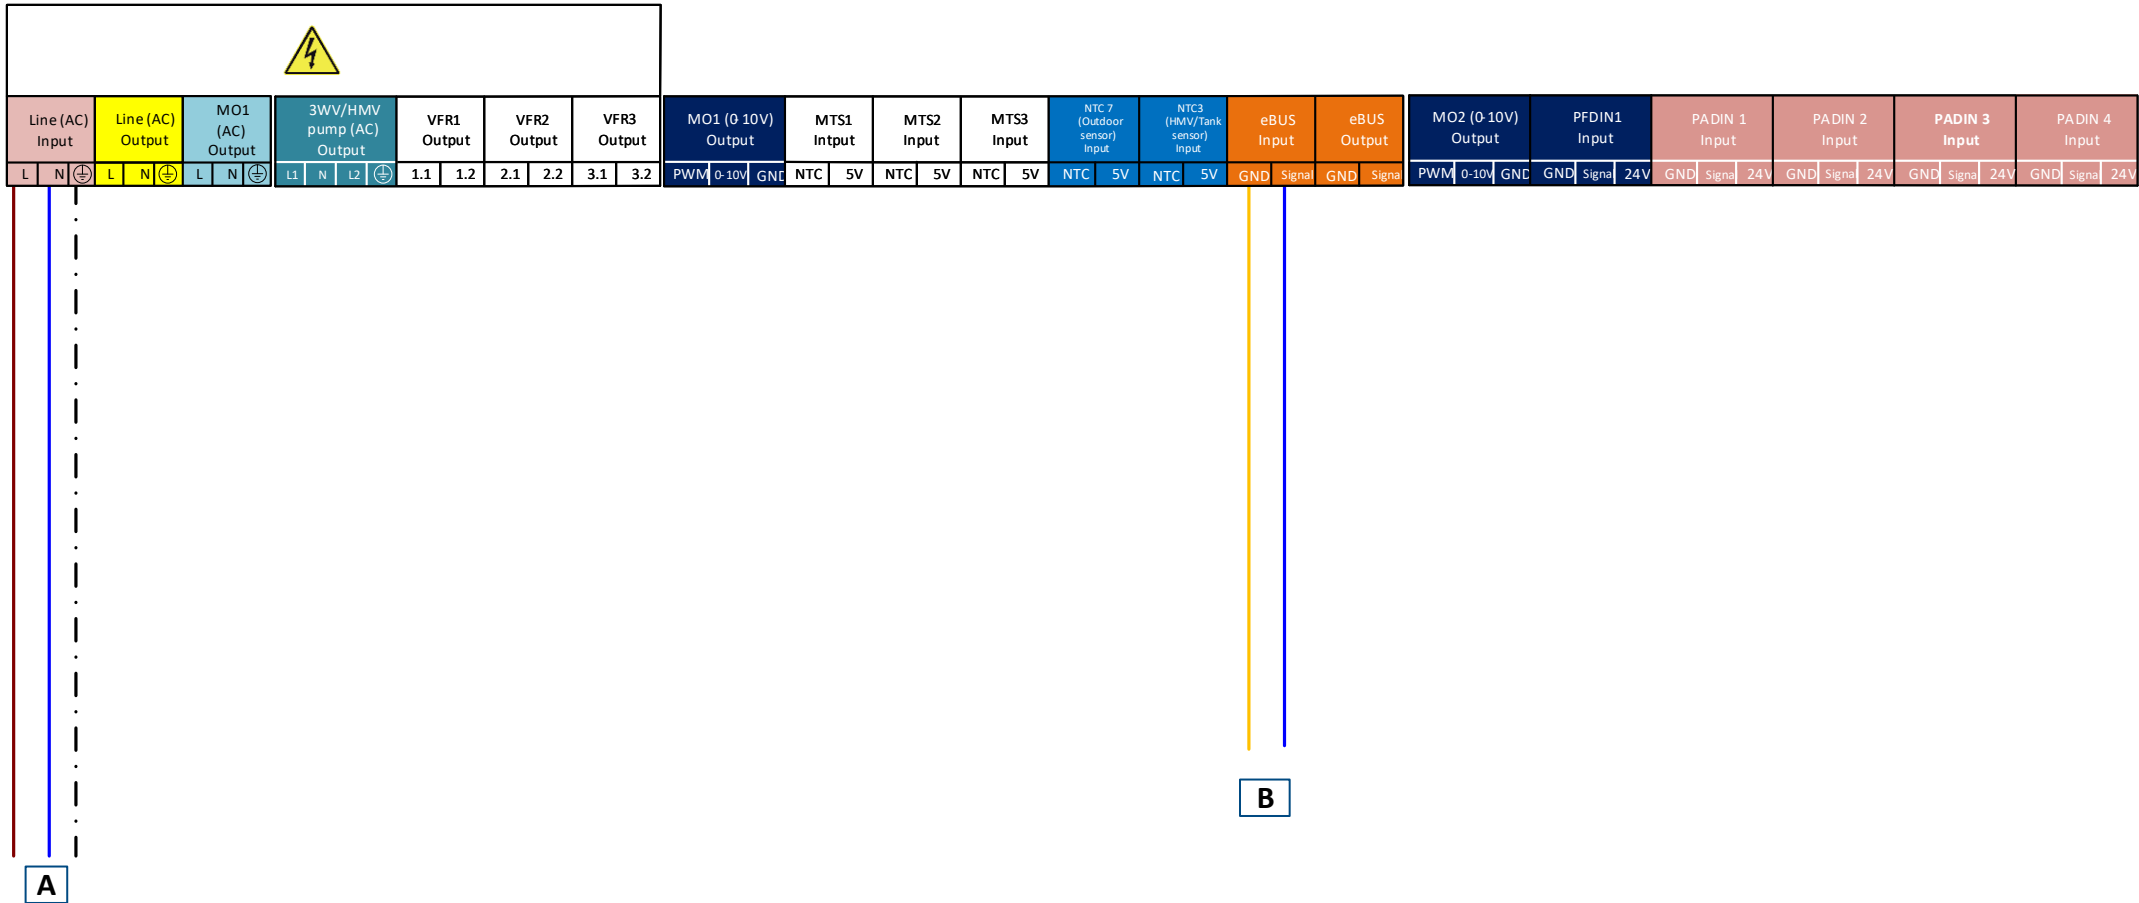 Line (AC)
Input
Line (AC)
Output
MO1
(AC)
Output
3WV/HMV
pump (AC)
Output
VFR1
Output
VFR2
Output
VFR3
Output
MO1 (0-10V)
Output
MTS1
Intput
MTS2
Input
MTS3
Input
NTC 7
(Outdoor
sensor)
Input
NTC3
(HMV/Tank
sensor)
Input
eBUS
Input
eBUS
Output
MO2 (0-10V)
Output
PFDIN1
Input
PADIN 1
Input
PADIN 2
Input
PADIN 3
Input
PADIN 4
Input
L N L N L N L1 N L2 1.1 1.2 2.1 2.2 3.1 3.2 PWM 0-10V GND NTC 5V NTC 5V NTC 5V NTC 5V NTC 5V GND Signal GND Signal PWM 0-10V GND GND Signal 24V GND Signal 24V GND Signal 24V GND Signal 24V GND Signal 24V
B
A